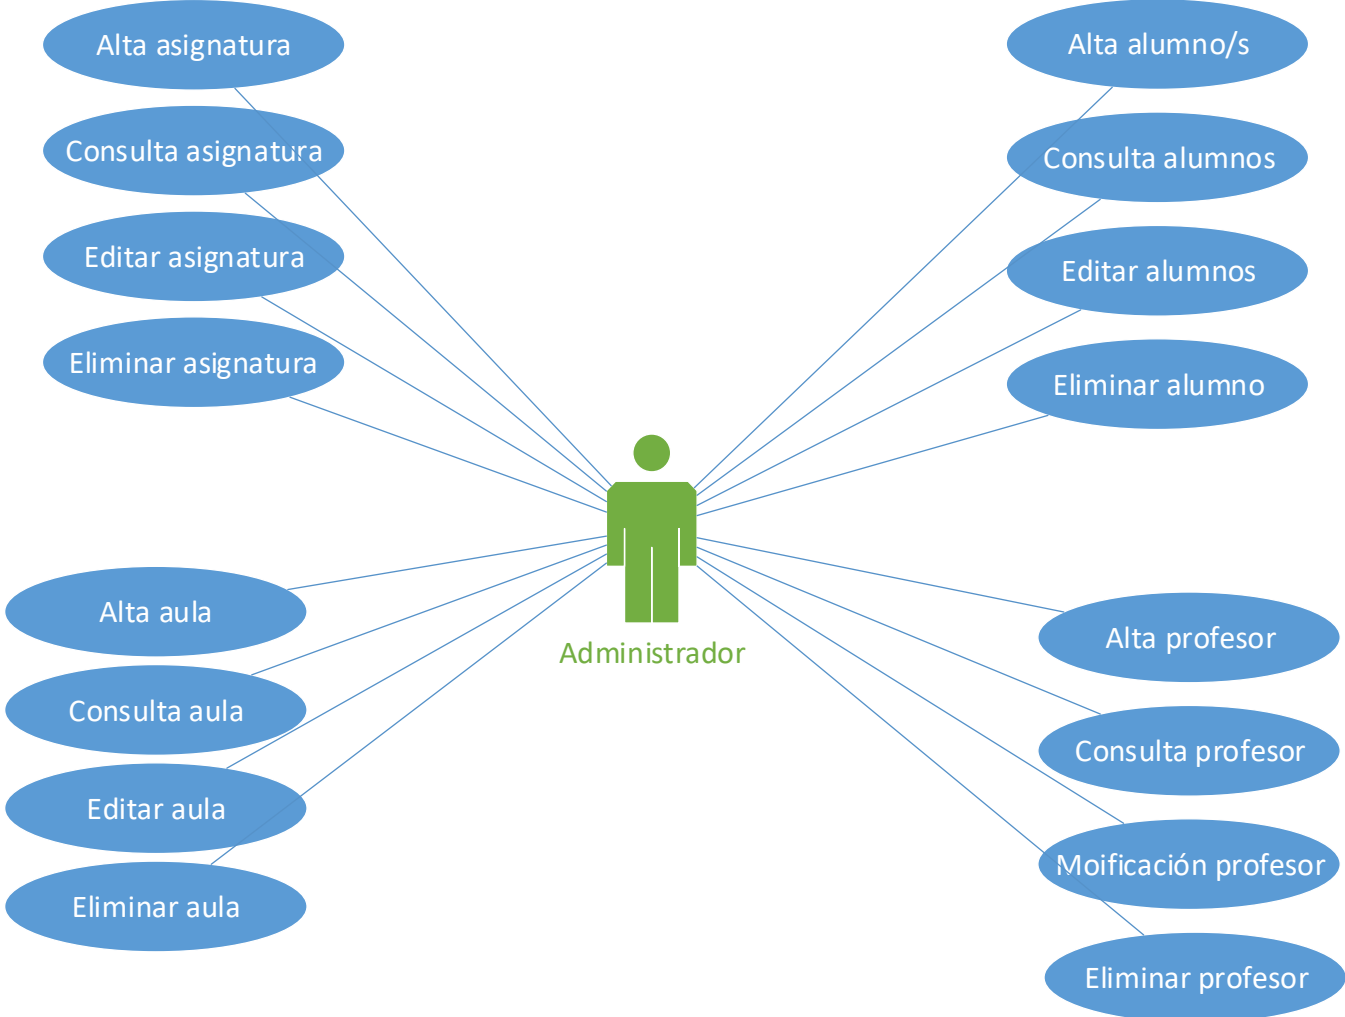 Alta asignatura
Consulta asignatura
Editar asignatura
Eliminar asignatura
Alta alumno/s
Consulta alumnos
Editar alumnos
Eliminar alumno
Administrador
Alta aula
Consulta aula
Editar aula
Eliminar aula
Alta profesor
Consulta profesor
Moificación profesor
Eliminar profesor